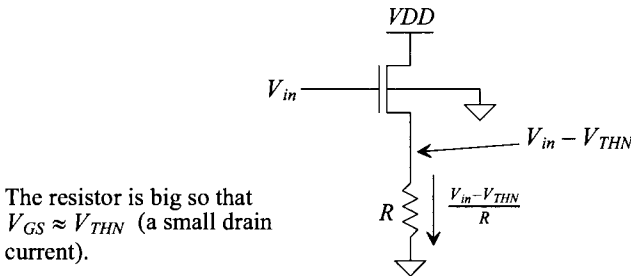 VDD
V_in
V_in − V_THN
The resistor is big so that
V_GS ≈ V_THN (a small drain
current).
R
V_in−V_THN
R